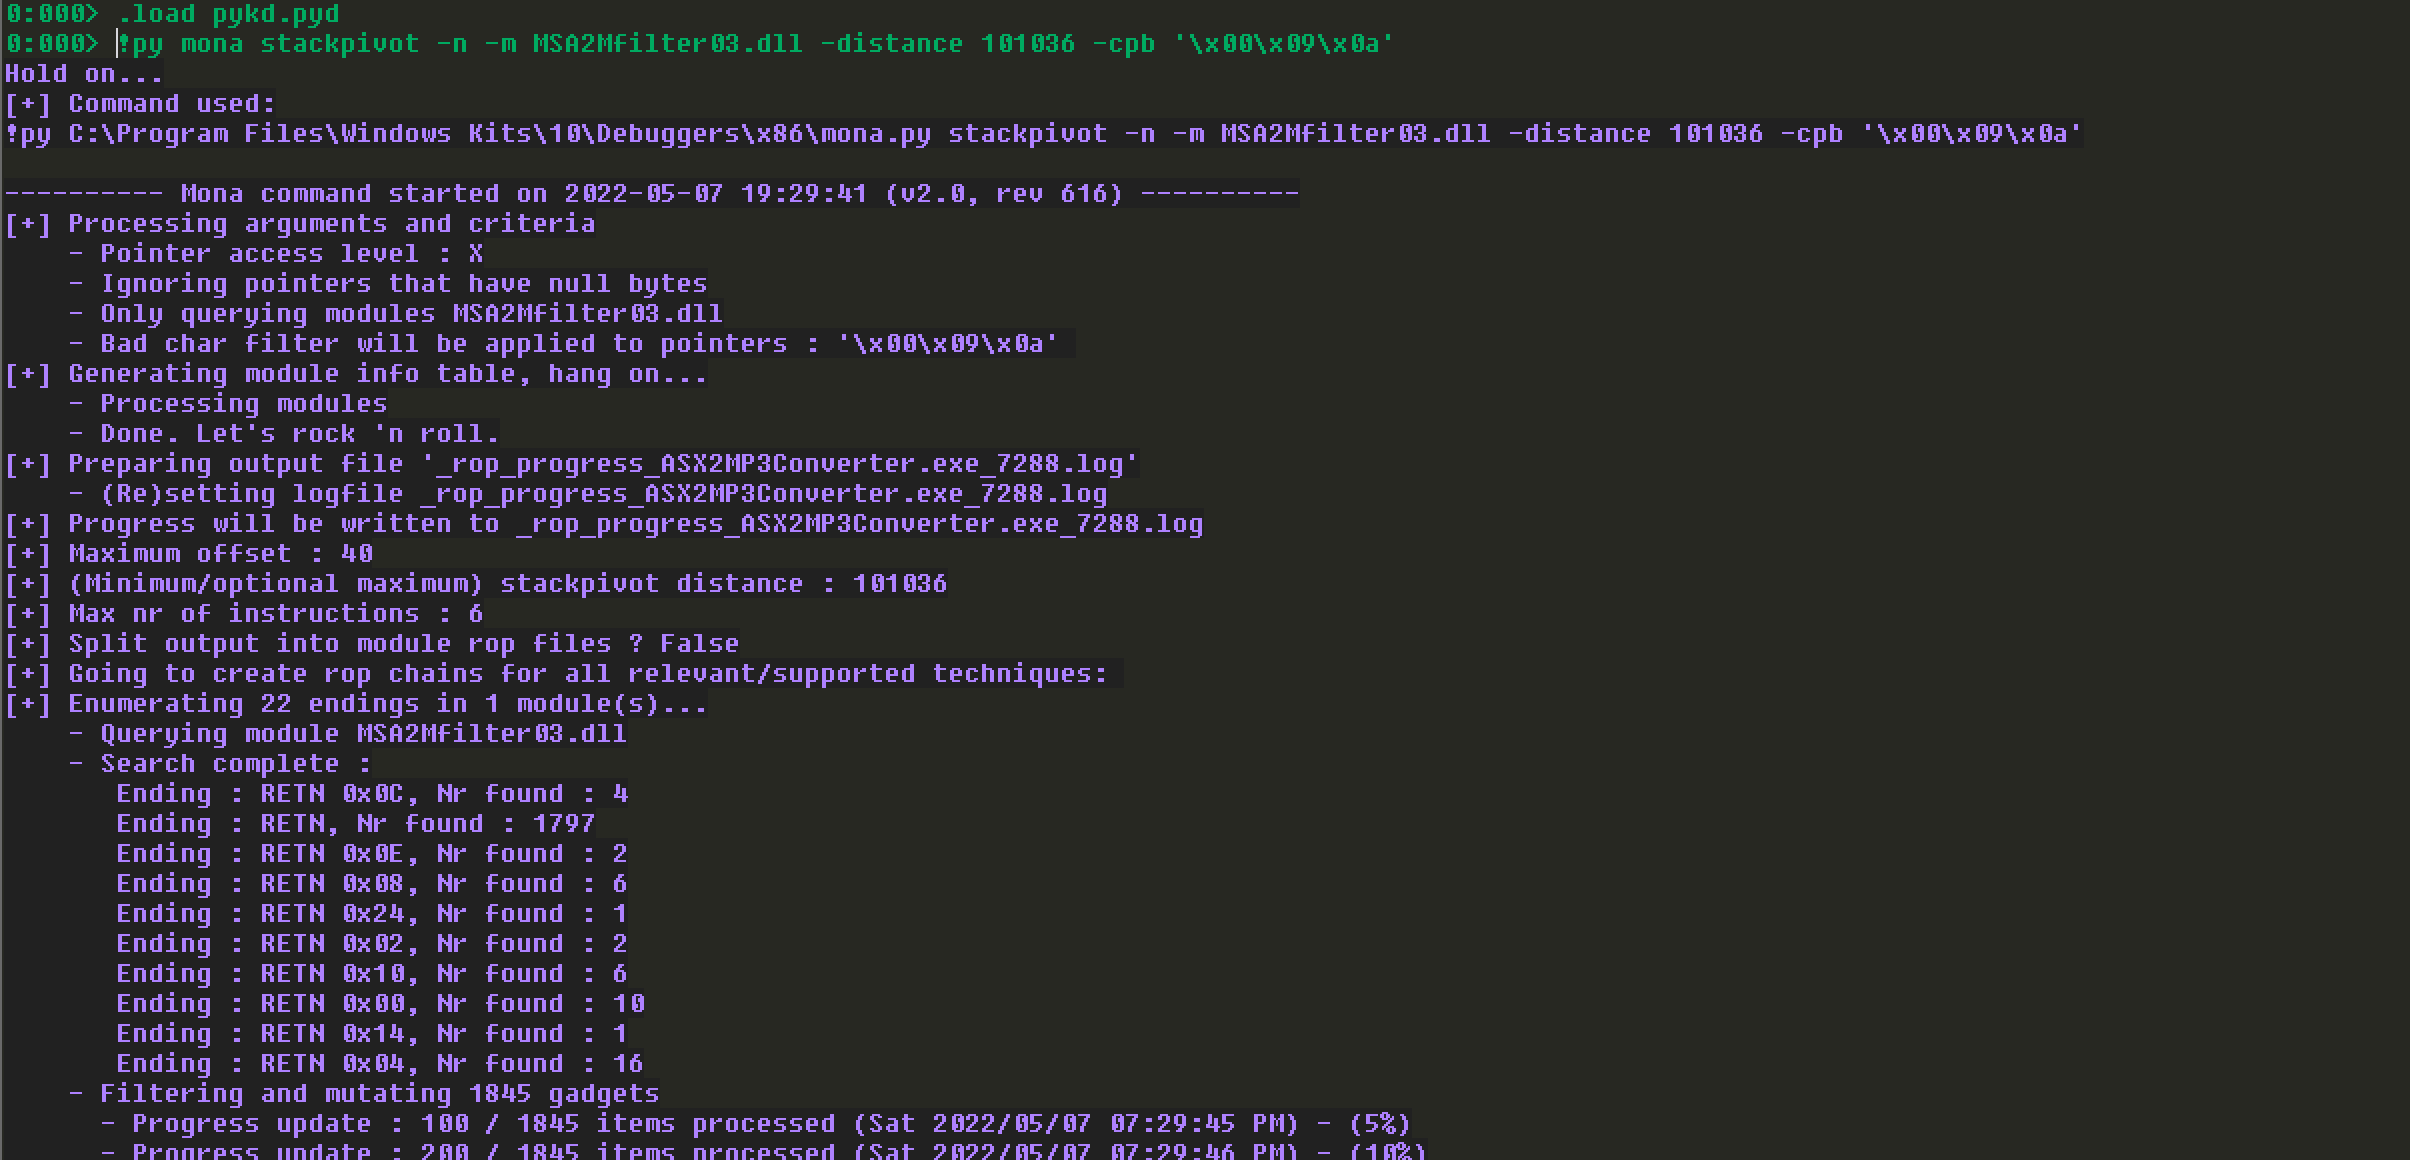 0:000> .load pykd.pyd
0:000> !py mona stackpivot -n -m MSA2Mfilter03.dll -distance 101036 -cpb '\x00\x09\x0a'
Hold on...
[+] Command used:
!py C:\Program Files\Windows Kits\10\Debuggers\x86\mona.py stackpivot -n -m MSA2Mfilter03.dll -distance 101036 -cpb '\x00\x09\x0a'
---------- Mona command started on 2022-05-07 19:29:41 (v2.0, rev 616) ----------
[+] Processing arguments and criteria
    - Pointer access level : X
    - Ignoring pointers that have null bytes
    - Only querying modules MSA2Mfilter03.dll
    - Bad char filter will be applied to pointers : '\x00\x09\x0a'
[+] Generating module info table, hang on...
    - Processing modules
    - Done. Let's rock 'n roll.
[+] Preparing output file '_rop_progress_ASX2MP3Converter.exe_7288.log'
    - (Re)setting logfile _rop_progress_ASX2MP3Converter.exe_7288.log
[+] Progress will be written to _rop_progress_ASX2MP3Converter.exe_7288.log
[+] Maximum offset : 40
[+] (Minimum/optional maximum) stackpivot distance : 101036
[+] Max nr of instructions : 6
[+] Split output into module rop files ? False
[+] Going to create rop chains for all relevant/supported techniques:
[+] Enumerating 22 endings in 1 module(s)...
    - Querying module MSA2Mfilter03.dll
    - Search complete :
       Ending : RETN 0x0C, Nr found : 4
       Ending : RETN, Nr found : 1797
       Ending : RETN 0x0E, Nr found : 2
       Ending : RETN 0x08, Nr found : 6
       Ending : RETN 0x24, Nr found : 1
       Ending : RETN 0x02, Nr found : 2
       Ending : RETN 0x10, Nr found : 6
       Ending : RETN 0x00, Nr found : 10
       Ending : RETN 0x14, Nr found : 1
       Ending : RETN 0x04, Nr found : 16
    - Filtering and mutating 1845 gadgets
      - Progress update : 100 / 1845 items processed (Sat 2022/05/07 07:29:45 PM) - (5%)
      - Progress update : 200 / 1845 items processed (Sat 2022/05/07 07:29:46 PM) - (10%)